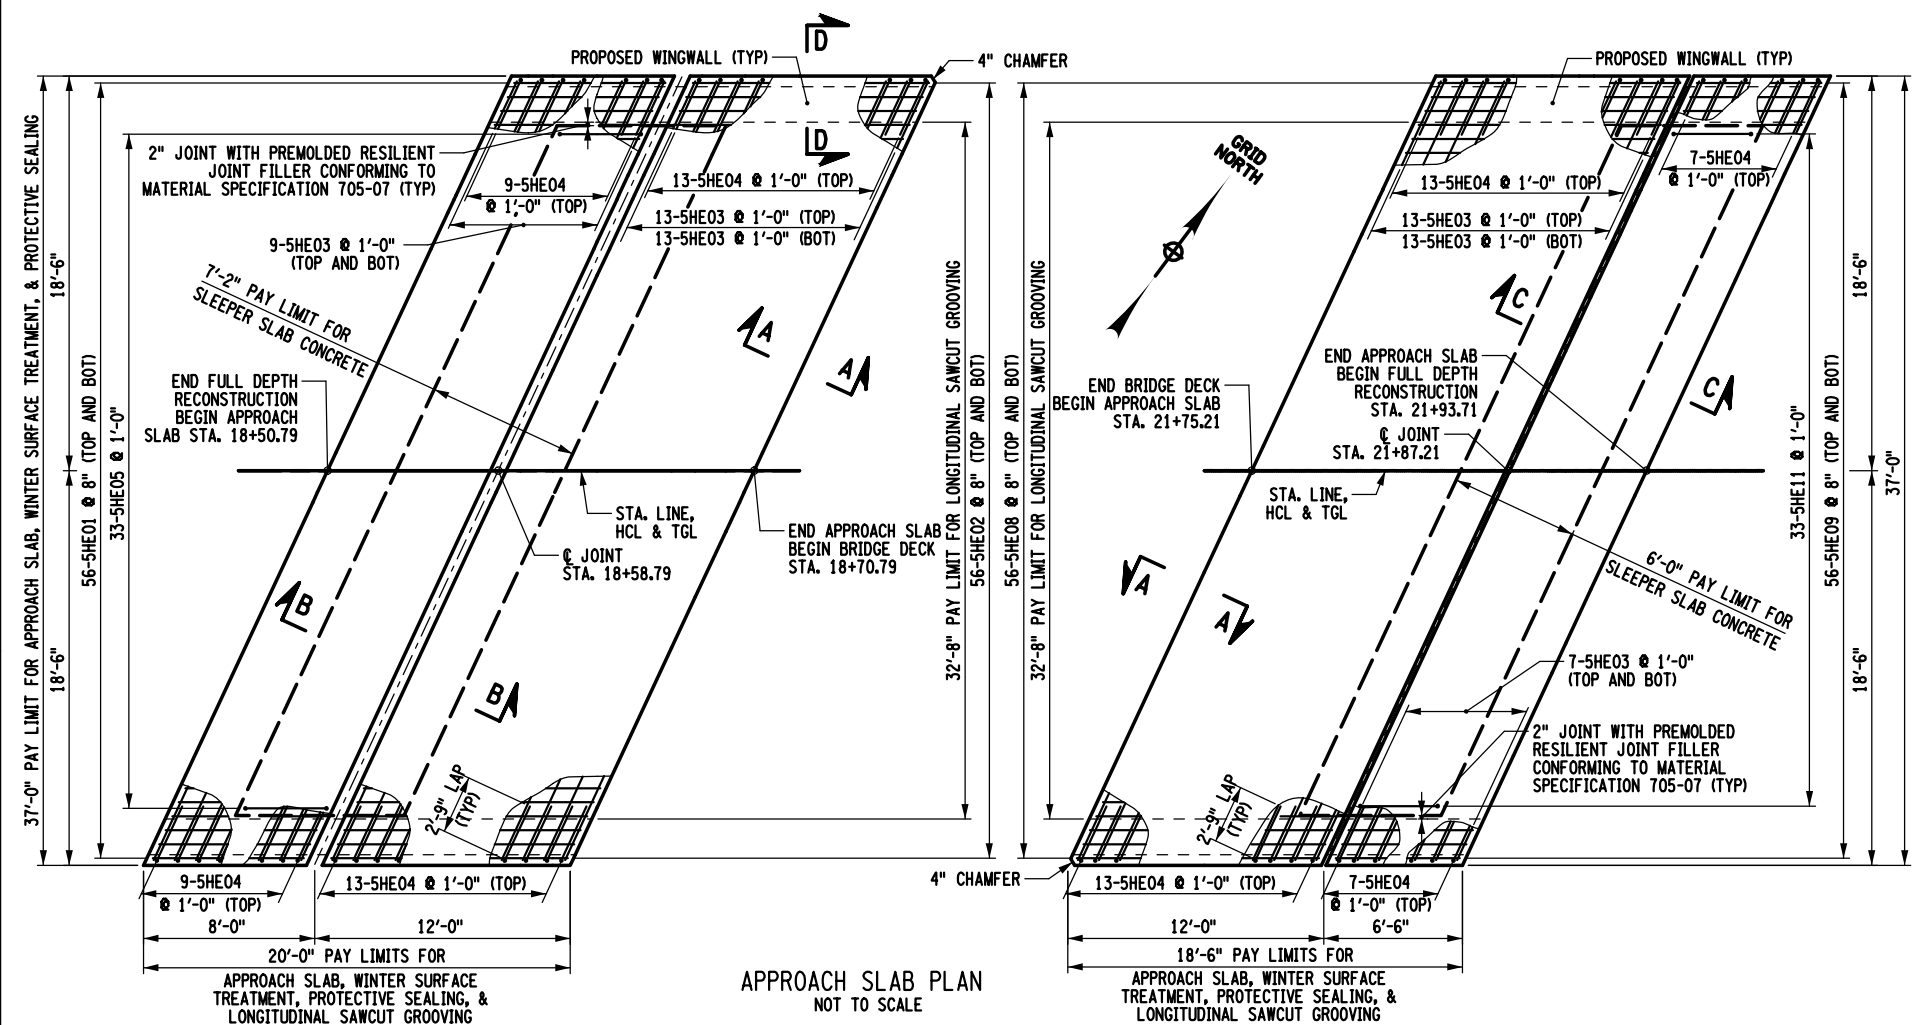 D
PROPOSED WINGWALL (TYP)
4" CHAMFER
PROPOSED WINGWALL (TYP)
D
2" JOINT WITH PREMOLDED RESILIENT
JOINT FILLER CONFORMING TO
MATERIAL SPECIFICATION 705-07 (TYP)
9-5HE04
@ 1'-0" (TOP)
13-5HE04 @ 1'-0" (TOP)
13-5HE03 @ 1'-0" (TOP)
13-5HE03 @ 1'-0" (BOT)
9-5HE03 @ 1'-0"
(TOP AND BOT)
7'-2" PAY LIMIT FOR
SLEEPER SLAB CONCRETE
37'-0" PAY LIMIT FOR APPROACH SLAB, WINTER SURFACE TREATMENT, & PROTECTIVE SEALING
18'-6"
18'-6"
56-5HE01 @ 8" (TOP AND BOT)
33-5HE05 @ 1'-0"
END FULL DEPTH
RECONSTRUCTION
BEGIN APPROACH
SLAB STA. 18+50.79
A
A
STA. LINE,
HCL & TGL
℄ JOINT
STA. 18+58.79
END APPROACH SLAB
BEGIN BRIDGE DECK
STA. 18+70.79
B
B
2'-9" LAP
(TYP)
32'-8" PAY LIMIT FOR LONGITUDINAL SAWCUT GROOVING
56-5HE02 @ 8" (TOP AND BOT)
9-5HE04
@ 1'-0" (TOP)
13-5HE04 @ 1'-0" (TOP)
8'-0"
12'-0"
20'-0" PAY LIMITS FOR
APPROACH SLAB, WINTER SURFACE
TREATMENT, PROTECTIVE SEALING, &
LONGITUDINAL SAWCUT GROOVING
APPROACH SLAB PLAN
NOT TO SCALE
56-5HE08 @ 8" (TOP AND BOT)
32'-8" PAY LIMIT FOR LONGITUDINAL SAWCUT GROOVING
GRID
NORTH
13-5HE04 @ 1'-0" (TOP)
13-5HE03 @ 1'-0" (TOP)
13-5HE03 @ 1'-0" (BOT)
7-5HE04
@ 1'-0" (TOP)
C
C
END APPROACH SLAB
BEGIN FULL DEPTH
RECONSTRUCTION
STA. 21+93.71
END BRIDGE DECK
BEGIN APPROACH SLAB
STA. 21+75.21
℄ JOINT
STA. 21+87.21
STA. LINE,
HCL & TGL
A
A
6'-0" PAY LIMIT FOR
SLEEPER SLAB CONCRETE
7-5HE03 @ 1'-0"
(TOP AND BOT)
2" JOINT WITH PREMOLDED
RESILIENT JOINT FILLER
CONFORMING TO MATERIAL
SPECIFICATION 705-07 (TYP)
2'-9" LAP
(TYP)
33-5HE11 @ 1'-0"
56-5HE09 @ 8" (TOP AND BOT)
18'-6"
18'-6"
37'-0"
4" CHAMFER
13-5HE04 @ 1'-0" (TOP)
7-5HE04
@ 1'-0" (TOP)
12'-0"
6'-6"
18'-6" PAY LIMITS FOR
APPROACH SLAB, WINTER SURFACE
TREATMENT, PROTECTIVE SEALING, &
LONGITUDINAL SAWCUT GROOVING